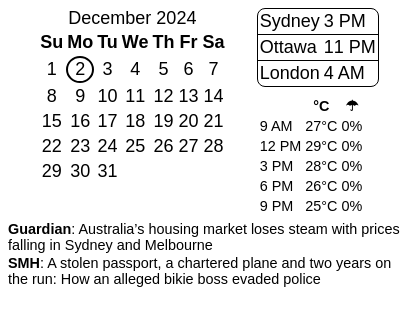 December 2024
Su Mo Tu We Th Fr Sa
1 2 3 4 5 6 7
8 9 10 11 12 13 14
15 16 17 18 19 20 21
22 23 24 25 26 27 28
29 30 31
Sydney 3 PM
Ottawa 11 PM
London 4 AM
°C ☂
9 AM 27°C 0%
12 PM 29°C 0%
3 PM 28°C 0%
6 PM 26°C 0%
9 PM 25°C 0%
Guardian: Australia’s housing market loses steam with prices
falling in Sydney and Melbourne
SMH: A stolen passport, a chartered plane and two years on
the run: How an alleged bikie boss evaded police